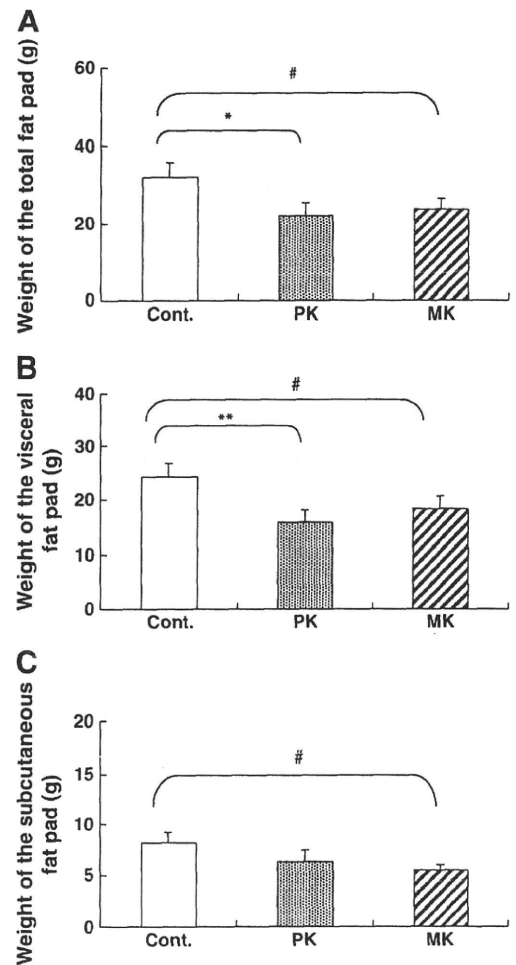 A
Weight of the total fat pad (g)
60
40
20
0
#
*
Cont.
PK
MK
B
Weight of the visceral
fat pad (g)
40
30
20
10
0
#
**
Cont.
PK
MK
C
Weight of the subcutaneous
fat pad (g)
20
15
10
5
0
#
Cont.
PK
MK